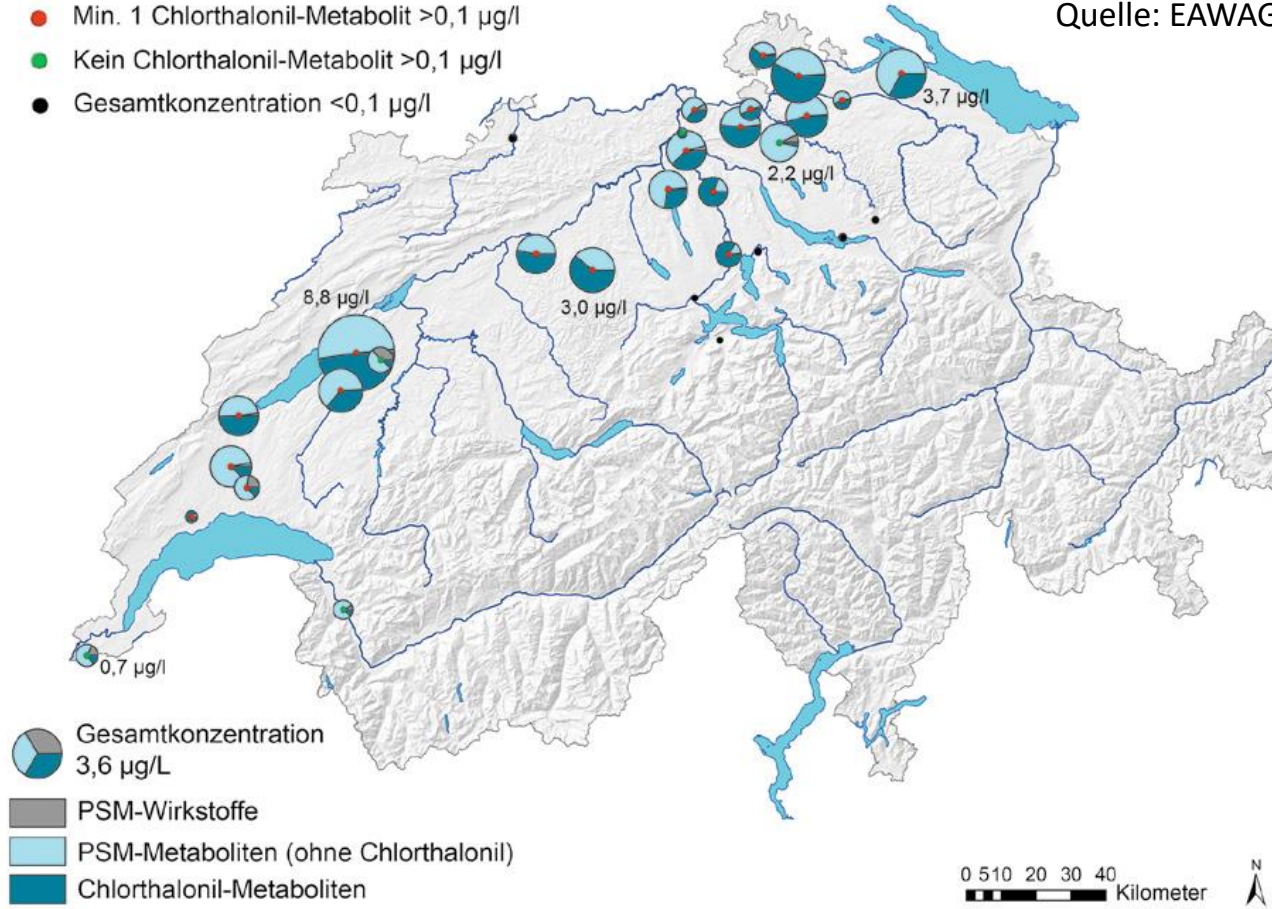 Min. 1 Chlorthalonil-Metabolit >0,1 µg/l
Quelle: EAWAG
Kein Chlorthalonil-Metabolit >0,1 µg/l
Gesamtkonzentration <0,1 µg/l
3,7 µg/l
2,2 µg/l
8,8 µg/l
3,0 µg/l
0,7 µg/l
Gesamtkonzentration
3,6 µg/L
PSM-Wirkstoffe
PSM-Metaboliten (ohne Chlorthalonil)
Chlorthalonil-Metaboliten
0 5 10 20 30 40
Kilometer
N